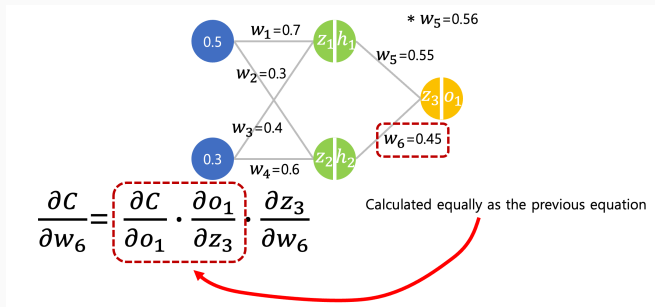 * w₅=0.56
0.5
w₁=0.7
z₁ h₁
w₅=0.55
w₂=0.3
z₃ o₁
w₃=0.4
w₆=0.45
0.3
w₄=0.6
z₂ h₂
∂C/∂w₆ = ∂C/∂o₁ · ∂o₁/∂z₃ · ∂z₃/∂w₆
Calculated equally as the previous equation